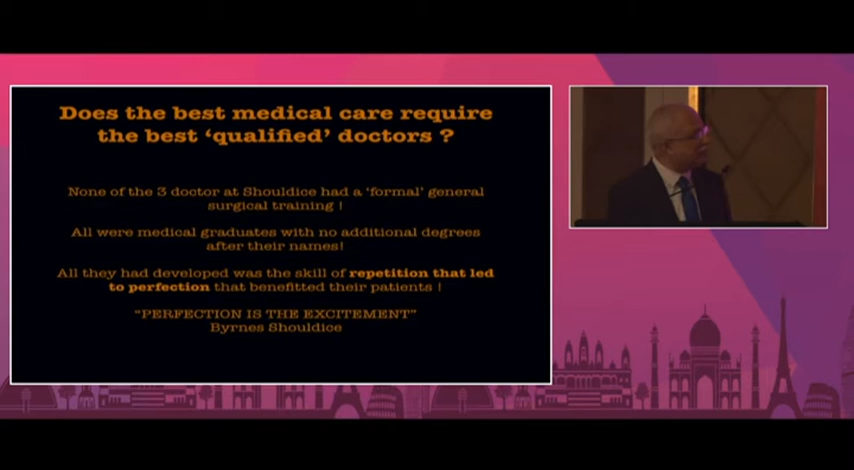 Does the best medical care require
the best ‘qualified’ doctors ?
None of the 3 doctor at Shouldice had a ‘formal’ general
surgical training !
All were medical graduates with no additional degrees
after their names!
All they had developed was the skill of repetition that led
to perfection that benefitted their patients !
“PERFECTION IS THE EXCITEMENT”
Byrnes Shouldice